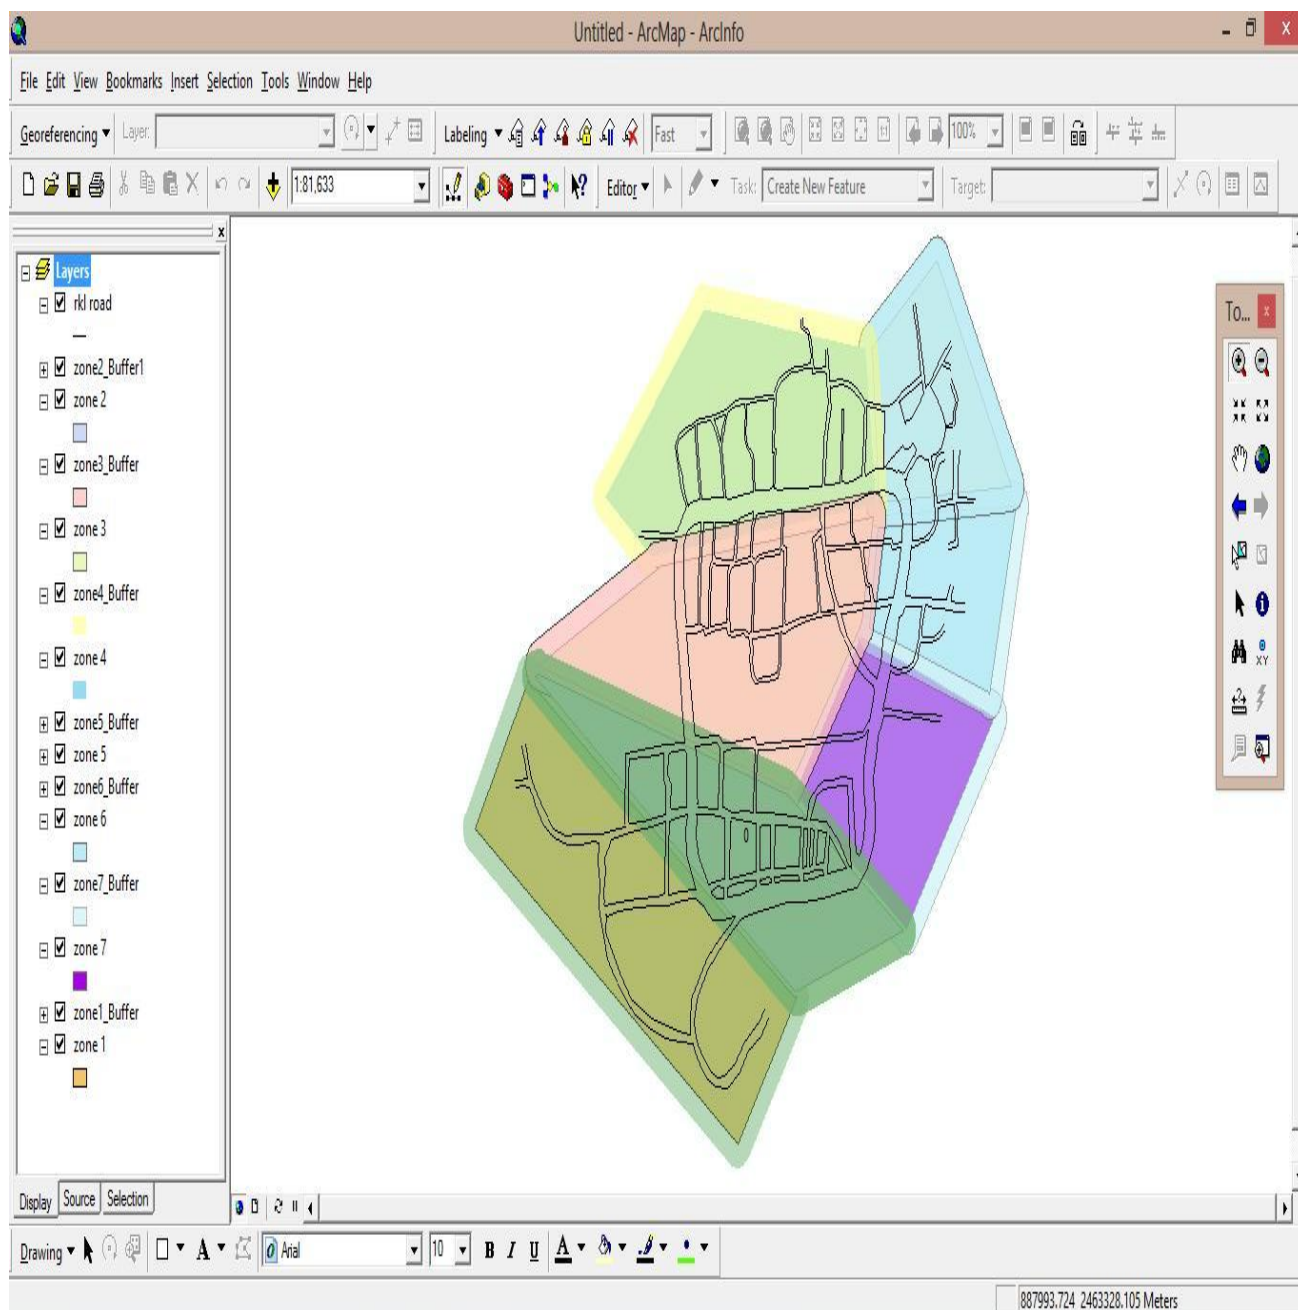 Untitled - ArcMap - ArcInfo
File Edit View Bookmarks Insert Selection Tools Window Help
Georeferencing Layer: Labeling Fast 100%
1:81,633 Editor Task: Create New Feature Target:
Layers
rkl road
zone2_Buffer1
zone 2
zone3_Buffer
zone 3
zone4_Buffer
zone 4
zone5_Buffer
zone 5
zone6_Buffer
zone 6
zone7_Buffer
zone 7
zone1_Buffer
zone 1
To...
XY
Display Source Selection
Drawing A Arial 10 B I U A
887993.724 2463328.105 Meters